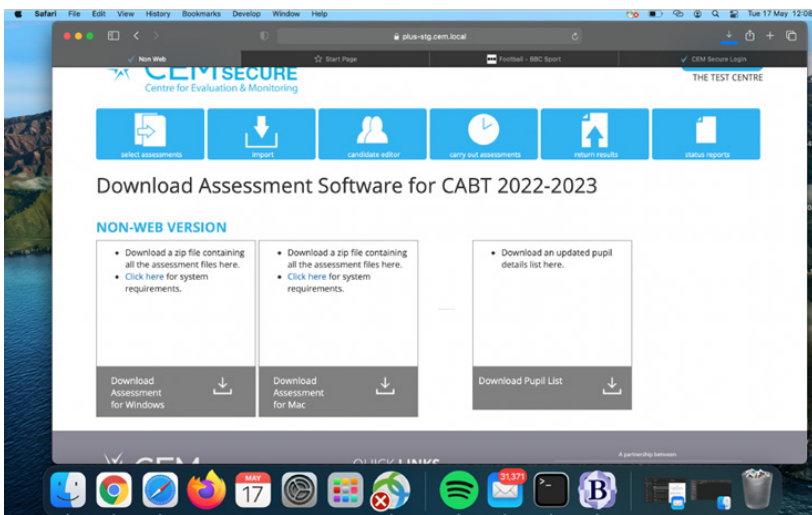 Safari File Edit View History Bookmarks Develop Window Help
Tue 17 May 12:08
plus-stg.cem.local
Non Web
Start Page
Football - BBC Sport
CEM Secure Login
CEM SECURE
Centre for Evaluation & Monitoring
THE TEST CENTRE
select assessments
import
candidate editor
carry out assessments
return results
status reports
Download Assessment Software for CABT 2022-2023
NON-WEB VERSION
• Download a zip file containing
all the assessment files here.
• Click here for system
requirements.
Download
Assessment
for Windows
• Download a zip file containing
all the assessment files here.
• Click here for system
requirements.
Download
Assessment
for Mac
• Download an updated pupil
details list here.
Download Pupil List
CEM
QUICK LINKS
A partnership between
MAY
17
31,371
B